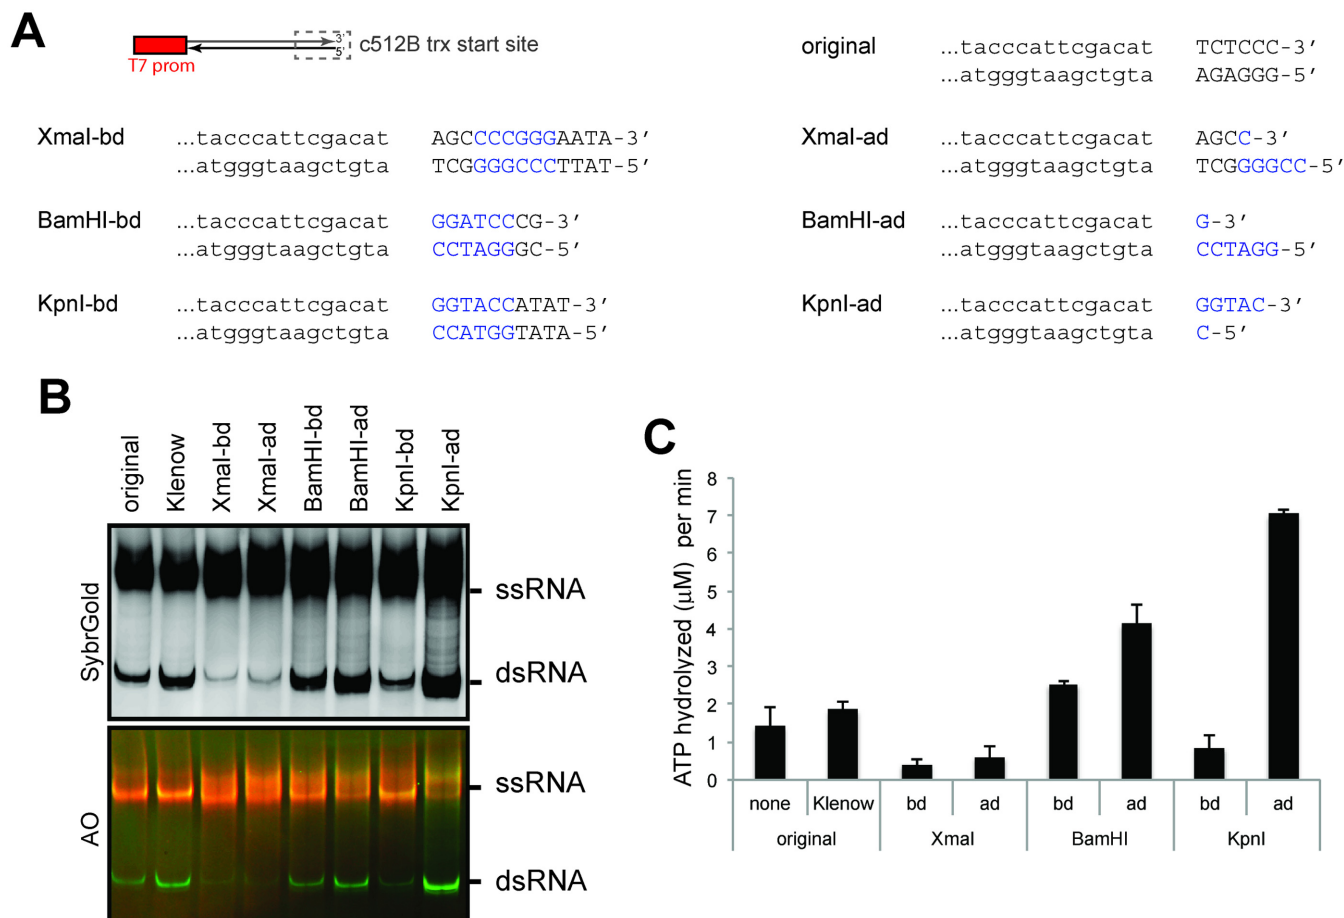 A
T7 prom
3'
5'
c512B trx start site
original
...tacccattcgacat TCTCCC-3’
...atgggtaagctgta AGAGGG-5’
XmaI-bd
...tacccattcgacat AGCCCCGGGAATA-3’
...atgggtaagctgta TCGGGGCCCTTAT-5’
XmaI-ad
...tacccattcgacat AGCC-3’
...atgggtaagctgta TCGGGGCC-5’
BamHI-bd
...tacccattcgacat GGATCCCG-3’
...atgggtaagctgta CCTAGGGC-5’
BamHI-ad
...tacccattcgacat G-3’
...atgggtaagctgta CCTAGG-5’
KpnI-bd
...tacccattcgacat GGTACCATAT-3’
...atgggtaagctgta CCATGGTATA-5’
KpnI-ad
...tacccattcgacat GGTAC-3’
...atgggtaagctgta C-5’
B
original
Klenow
XmaI-bd
XmaI-ad
BamHI-bd
BamHI-ad
KpnI-bd
KpnI-ad
SybrGold
ssRNA
dsRNA
AO
ssRNA
dsRNA
C
ATP hydrolyzed (μM) per min
8
7
6
5
4
3
2
1
0
none Klenow bd ad bd ad bd ad
original XmaI BamHI KpnI